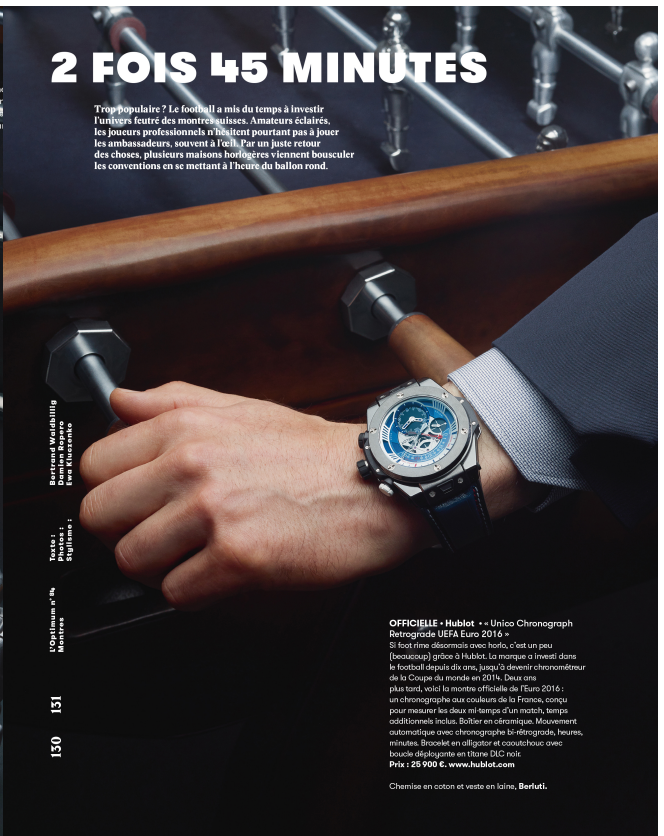 2 FOIS 45 MINUTES
Trop populaire ? Le football a mis du temps à investir
l'univers feutré des montres suisses. Amateurs éclairés,
les joueurs professionnels n'hésitent pourtant pas à jouer
les ambassadeurs, souvent à l'œil. Par un juste retour
des choses, plusieurs maisons horlogères viennent bousculer
les conventions en se mettant à l'heure du ballon rond.
Texte : Bertrand Waldbillig
Photos : Damien Ropero
Stylisme : Ewa Kluczenko
L'Optimum n° 84
Montres
130 131
OFFICIELLE • Hublot • « Unico Chronograph
Retrograde UEFA Euro 2016 »
Si foot rime désormais avec horlo, c'est un peu
(beaucoup) grâce à Hublot. La marque a investi dans
le football depuis dix ans, jusqu'à devenir chronométreur
de la Coupe du monde en 2014. Deux ans
plus tard, voici la montre officielle de l'Euro 2016 :
un chronographe aux couleurs de la France, conçu
pour mesurer les deux mi-temps d'un match, temps
additionnels inclus. Boîtier en céramique. Mouvement
automatique avec chronographe bi-rétrograde, heures,
minutes. Bracelet en alligator et caoutchouc avec
boucle déployante en titane DLC noir.
Prix : 25 900 €. www.hublot.com
Chemise en coton et veste en laine, Berluti.